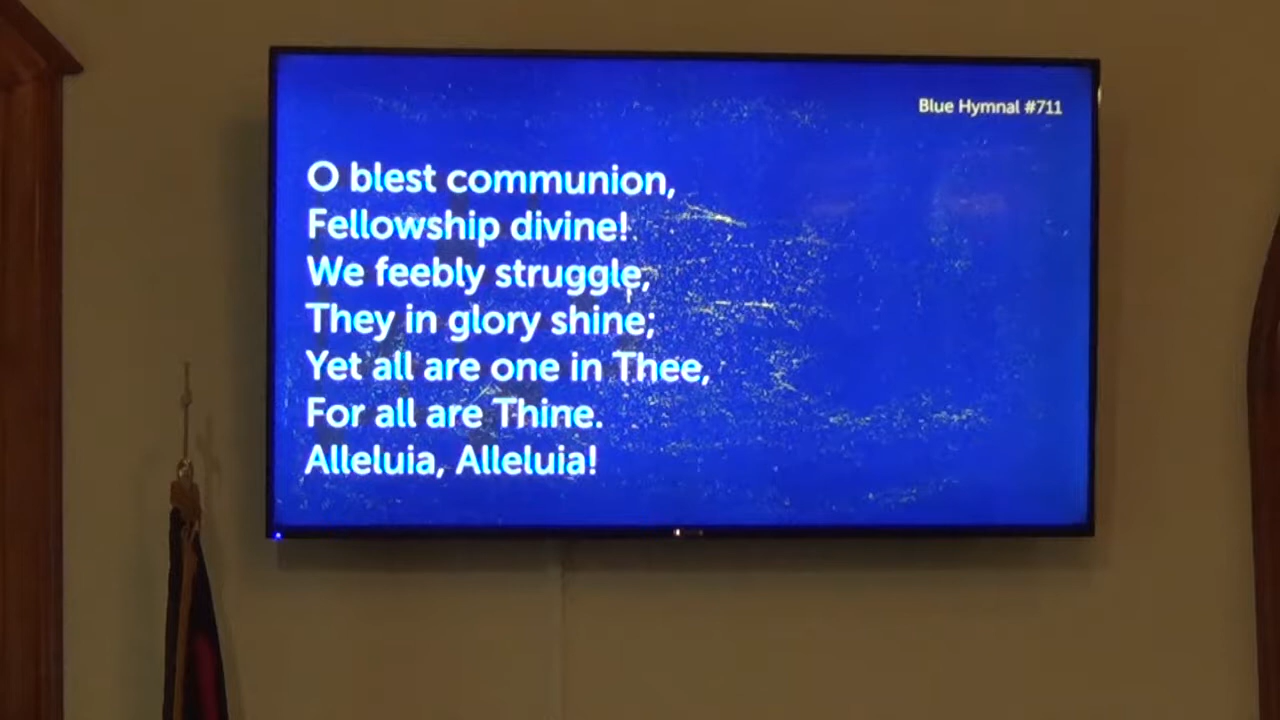 Blue Hymnal #711
O blest communion,
Fellowship divine!
We feebly struggle,
They in glory shine;
Yet all are one in Thee,
For all are Thine.
Alleluia, Alleluia!